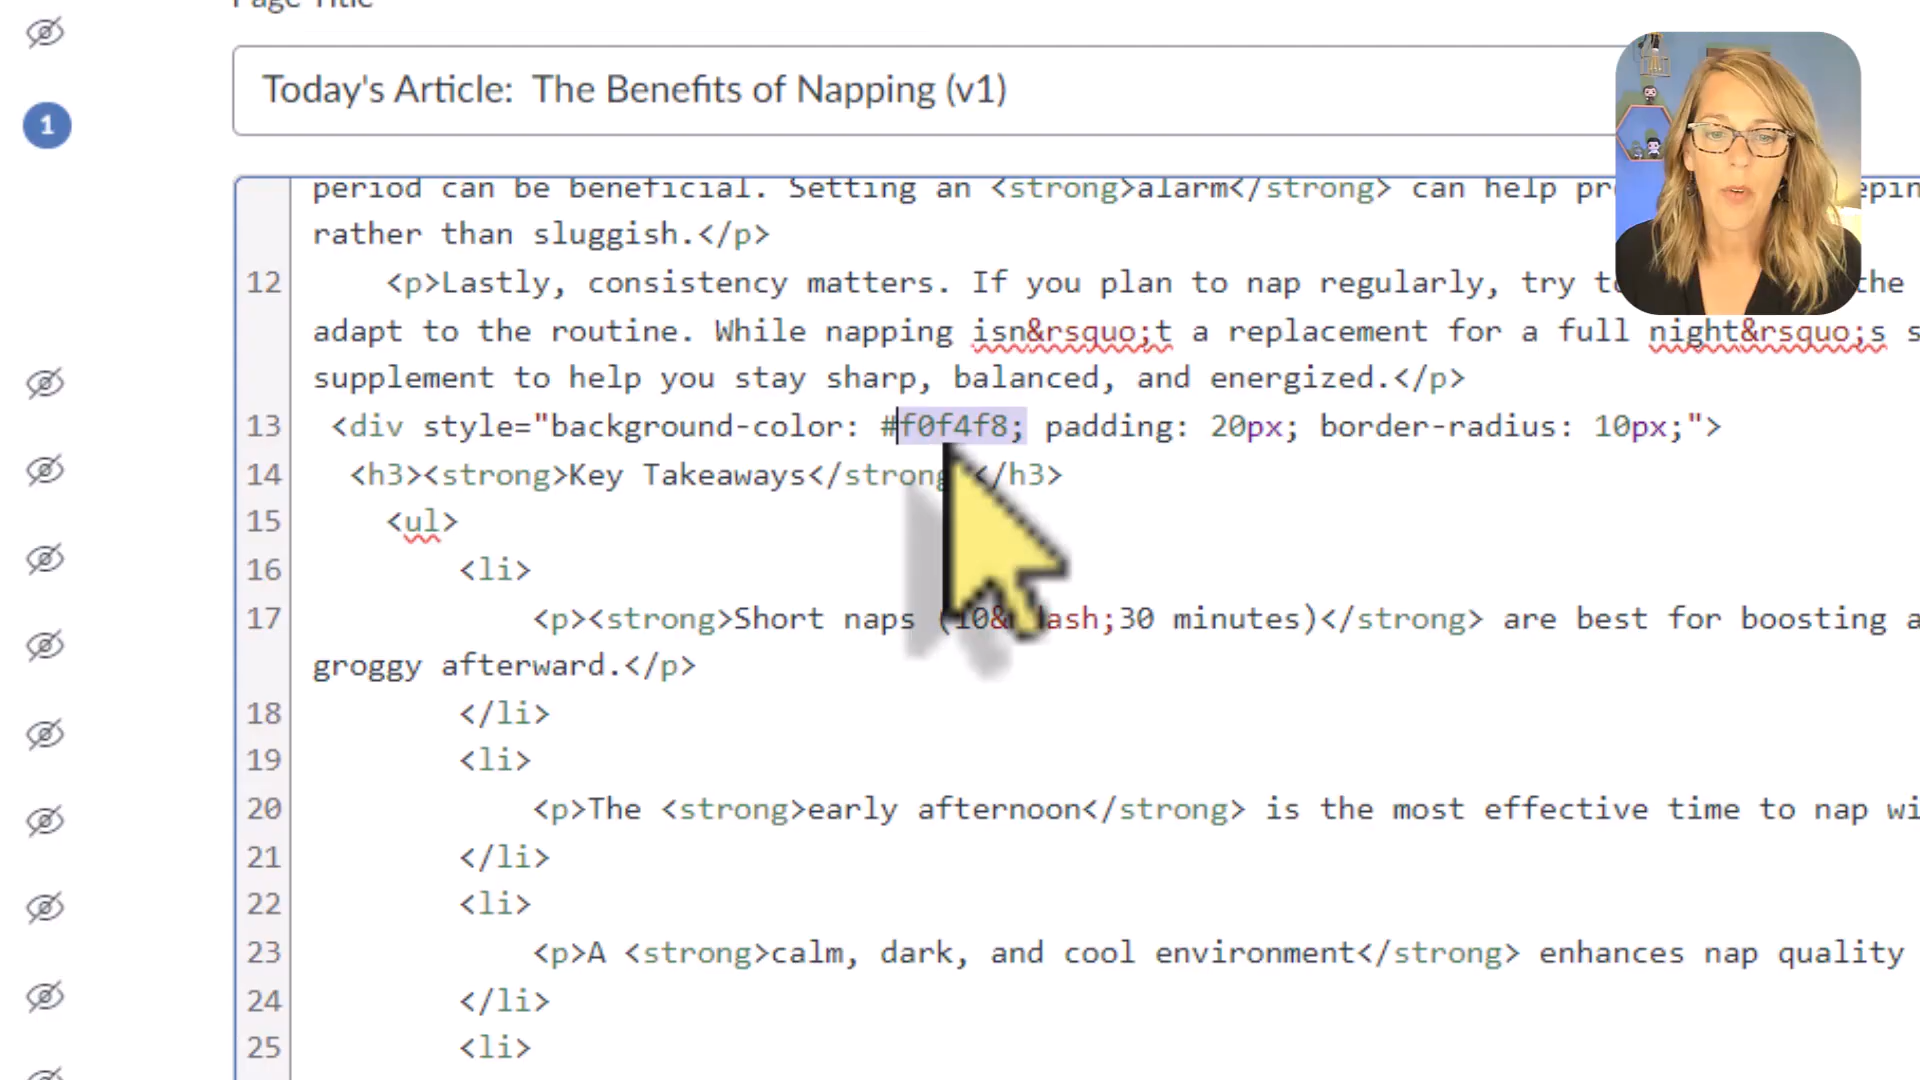 Today's Article:  The Benefits of Napping (v1)
1
period can be beneficial. Setting an <strong>alarm</strong> can help
rather than sluggish.</p>
12 <p>Lastly, consistency matters. If you plan to nap regularly, try the
adapt to the routine. While napping isn&rsquo;t a replacement for a full night&rsquo;s
supplement to help you stay sharp, balanced, and energized.</p>
13 <div style="background-color: #f0f4f8; padding: 20px; border-radius: 10px;">
14 <h3><strong>Key Takeaways</strong></h3>
15 <ul>
16 <li>
17 <p><strong>Short naps (10&ndash;30 minutes)</strong> are best for boosting
groggy afterward.</p>
18 </li>
19 <li>
20 <p>The <strong>early afternoon</strong> is the most effective time to nap
21 </li>
22 <li>
23 <p>A <strong>calm, dark, and cool environment</strong> enhances nap quality
24 </li>
25 <li>